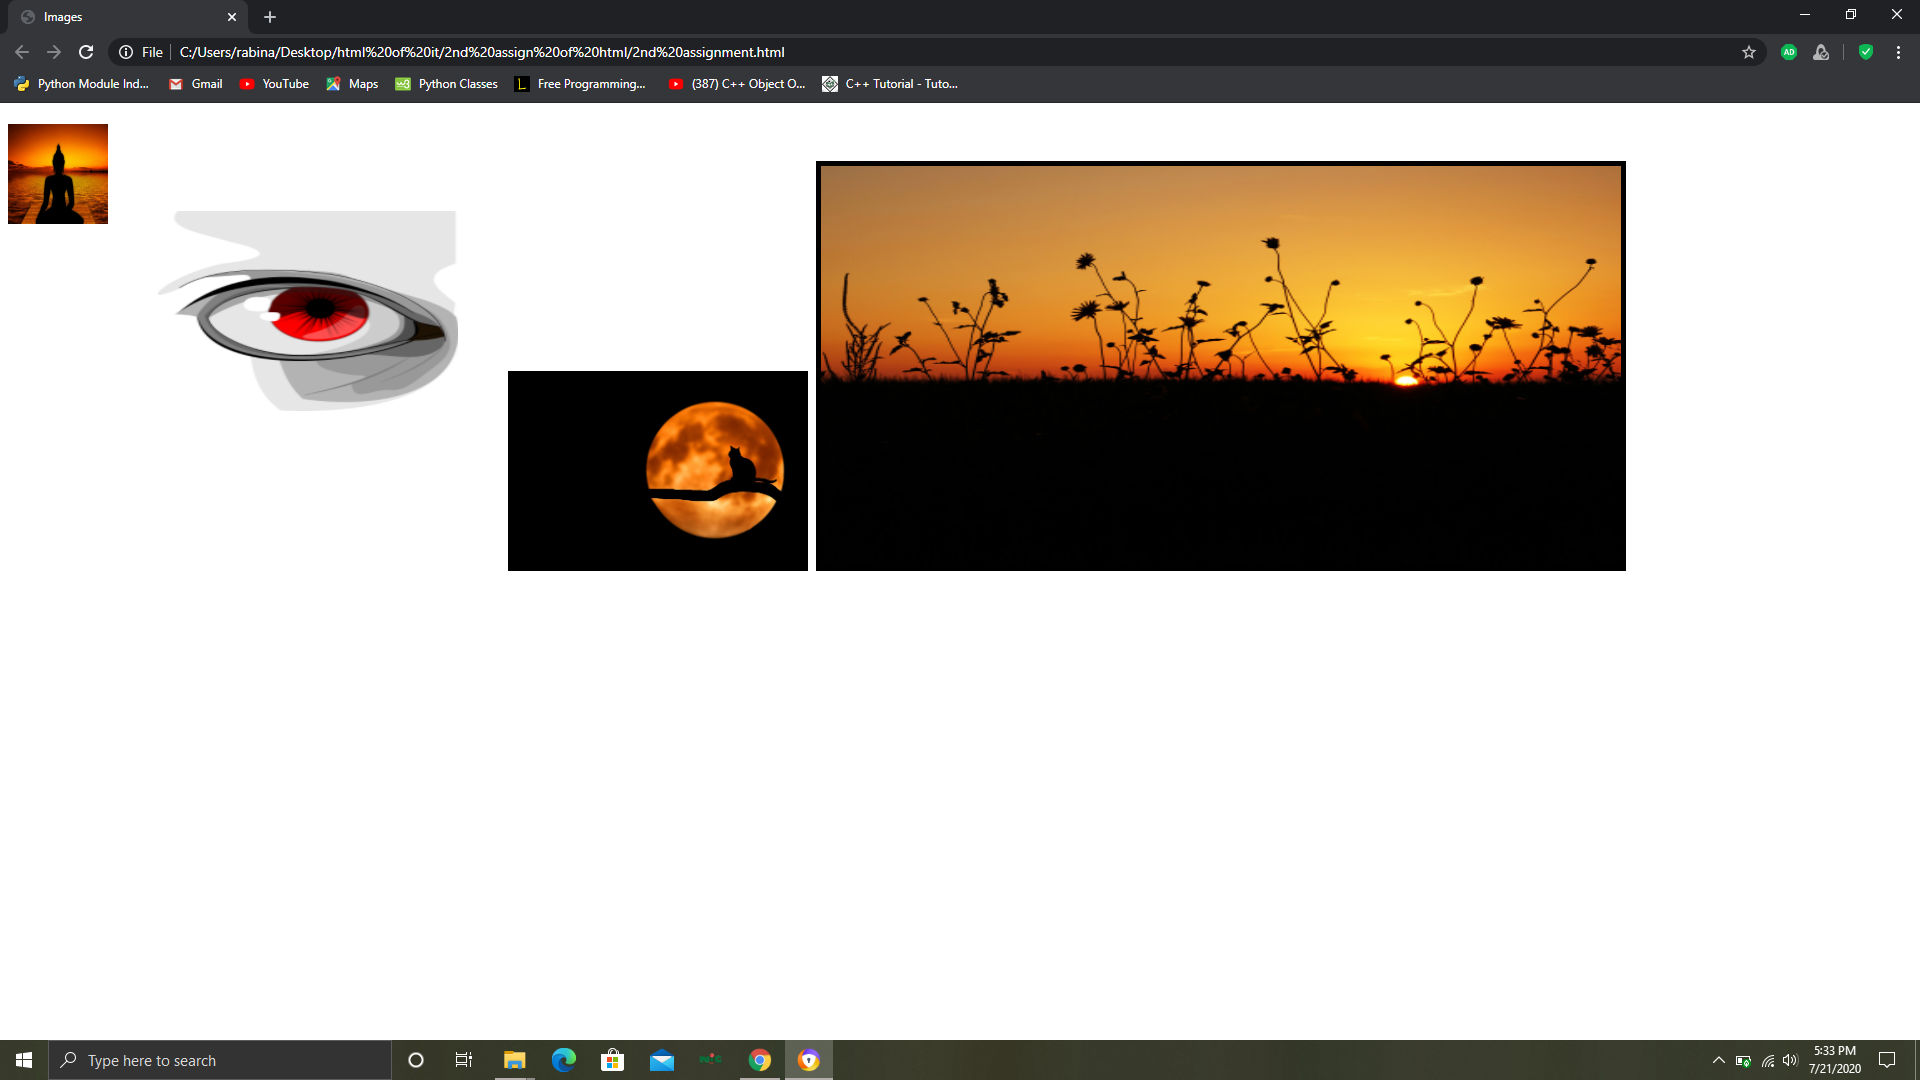 Images
File C:/Users/rabina/Desktop/html%20of%20it/2nd%20assign%20of%20html/2nd%20assignment.html
AD
Python Module Ind... Gmail YouTube Maps Python Classes Free Programming... (387) C++ Object O... C++ Tutorial - Tuto...
Type here to search
5:33 PM
7/21/2020